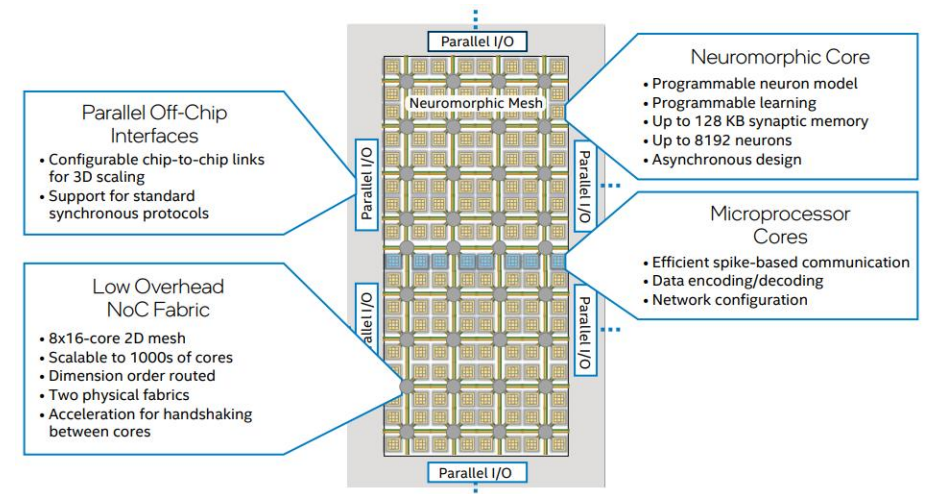 Parallel I/O
Neuromorphic Mesh
Neuromorphic Core
• Programmable neuron model
• Programmable learning
• Up to 128 KB synaptic memory
• Up to 8192 neurons
• Asynchronous design
Parallel Off-Chip
Interfaces
• Configurable chip-to-chip links
for 3D scaling
• Support for standard
synchronous protocols
Parallel I/O
Parallel I/O
Microprocessor
Cores
• Efficient spike-based communication
• Data encoding/decoding
• Network configuration
Low Overhead
NoC Fabric
• 8x16-core 2D mesh
• Scalable to 1000s of cores
• Dimension order routed
• Two physical fabrics
• Acceleration for handshaking
between cores
Parallel I/O
Parallel I/O
Parallel I/O